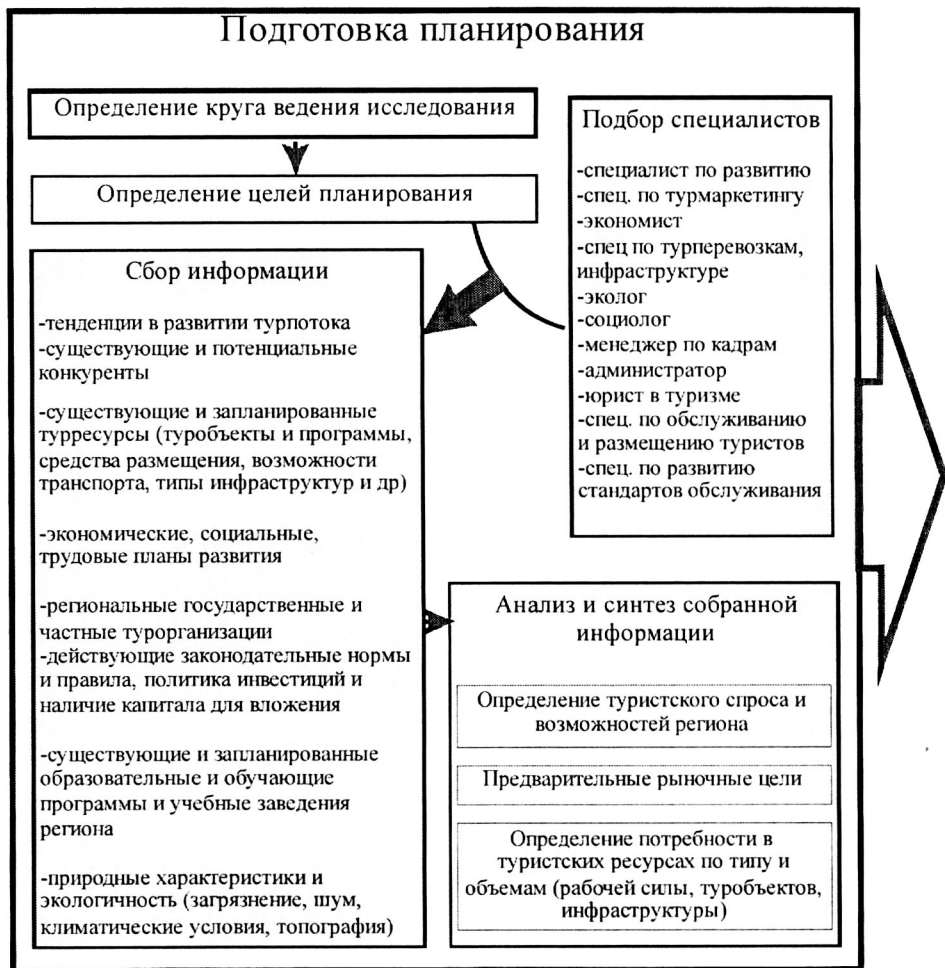 Подготовка планирования
Определение круга ведения исследования
Определение целей планирования
Подбор специалистов
-специалист по развитию
-спец. по турмаркетингу
-экономист
-спец по турперевозкам,
инфраструктуре
-эколог
-социолог
-менеджер по кадрам
-администратор
-юрист в туризме
-спец. по обслуживанию
и размещению туристов
-спец. по развитию
стандартов обслуживания
Сбор информации
-тенденции в развитии турпотока
-существующие и потенциальные
конкуренты
-существующие и запланированные
турресурсы (туробъекты и программы,
средства размещения, возможности
транспорта, типы инфраструктур и др)
-экономические, социальные,
трудовые планы развития
-региональные государственные и
частные турорганизации
-действующие законодательные нормы
и правила, политика инвестиций и
наличие капитала для вложения
-существующие и запланированные
образовательные и обучающие
программы и учебные заведения
региона
-природные характеристики и
экологичность (загрязнение, шум,
климатические условия, топография)
Анализ и синтез собранной
информации
Определение туристского спроса и
возможностей региона
Предварительные рыночные цели
Определение потребности в
туристских ресурсах по типу и
объемам (рабочей силы, туробъектов,
инфраструктуры)